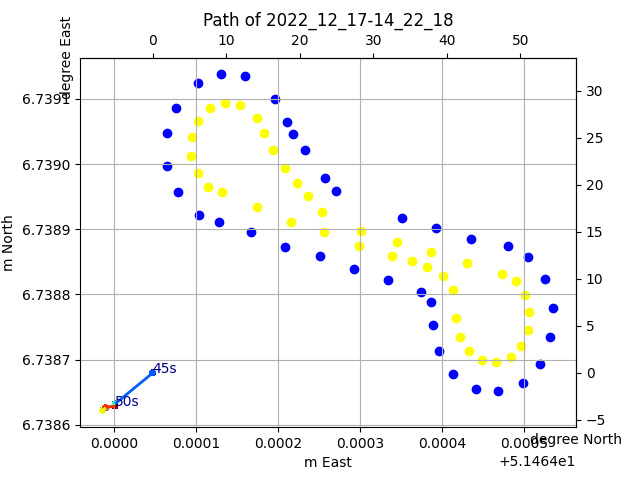 Path of 2022_12_17-14_22_18
0 10 20 30 40 50
degree East
6.7391
6.7390
6.7389
6.7388
6.7387
6.7386
m North
30
25
20
15
10
5
0
−5
45s
50s
0.0000 0.0001 0.0002 0.0003 0.0004 0.0005
degree North
m East
+5.1464e1